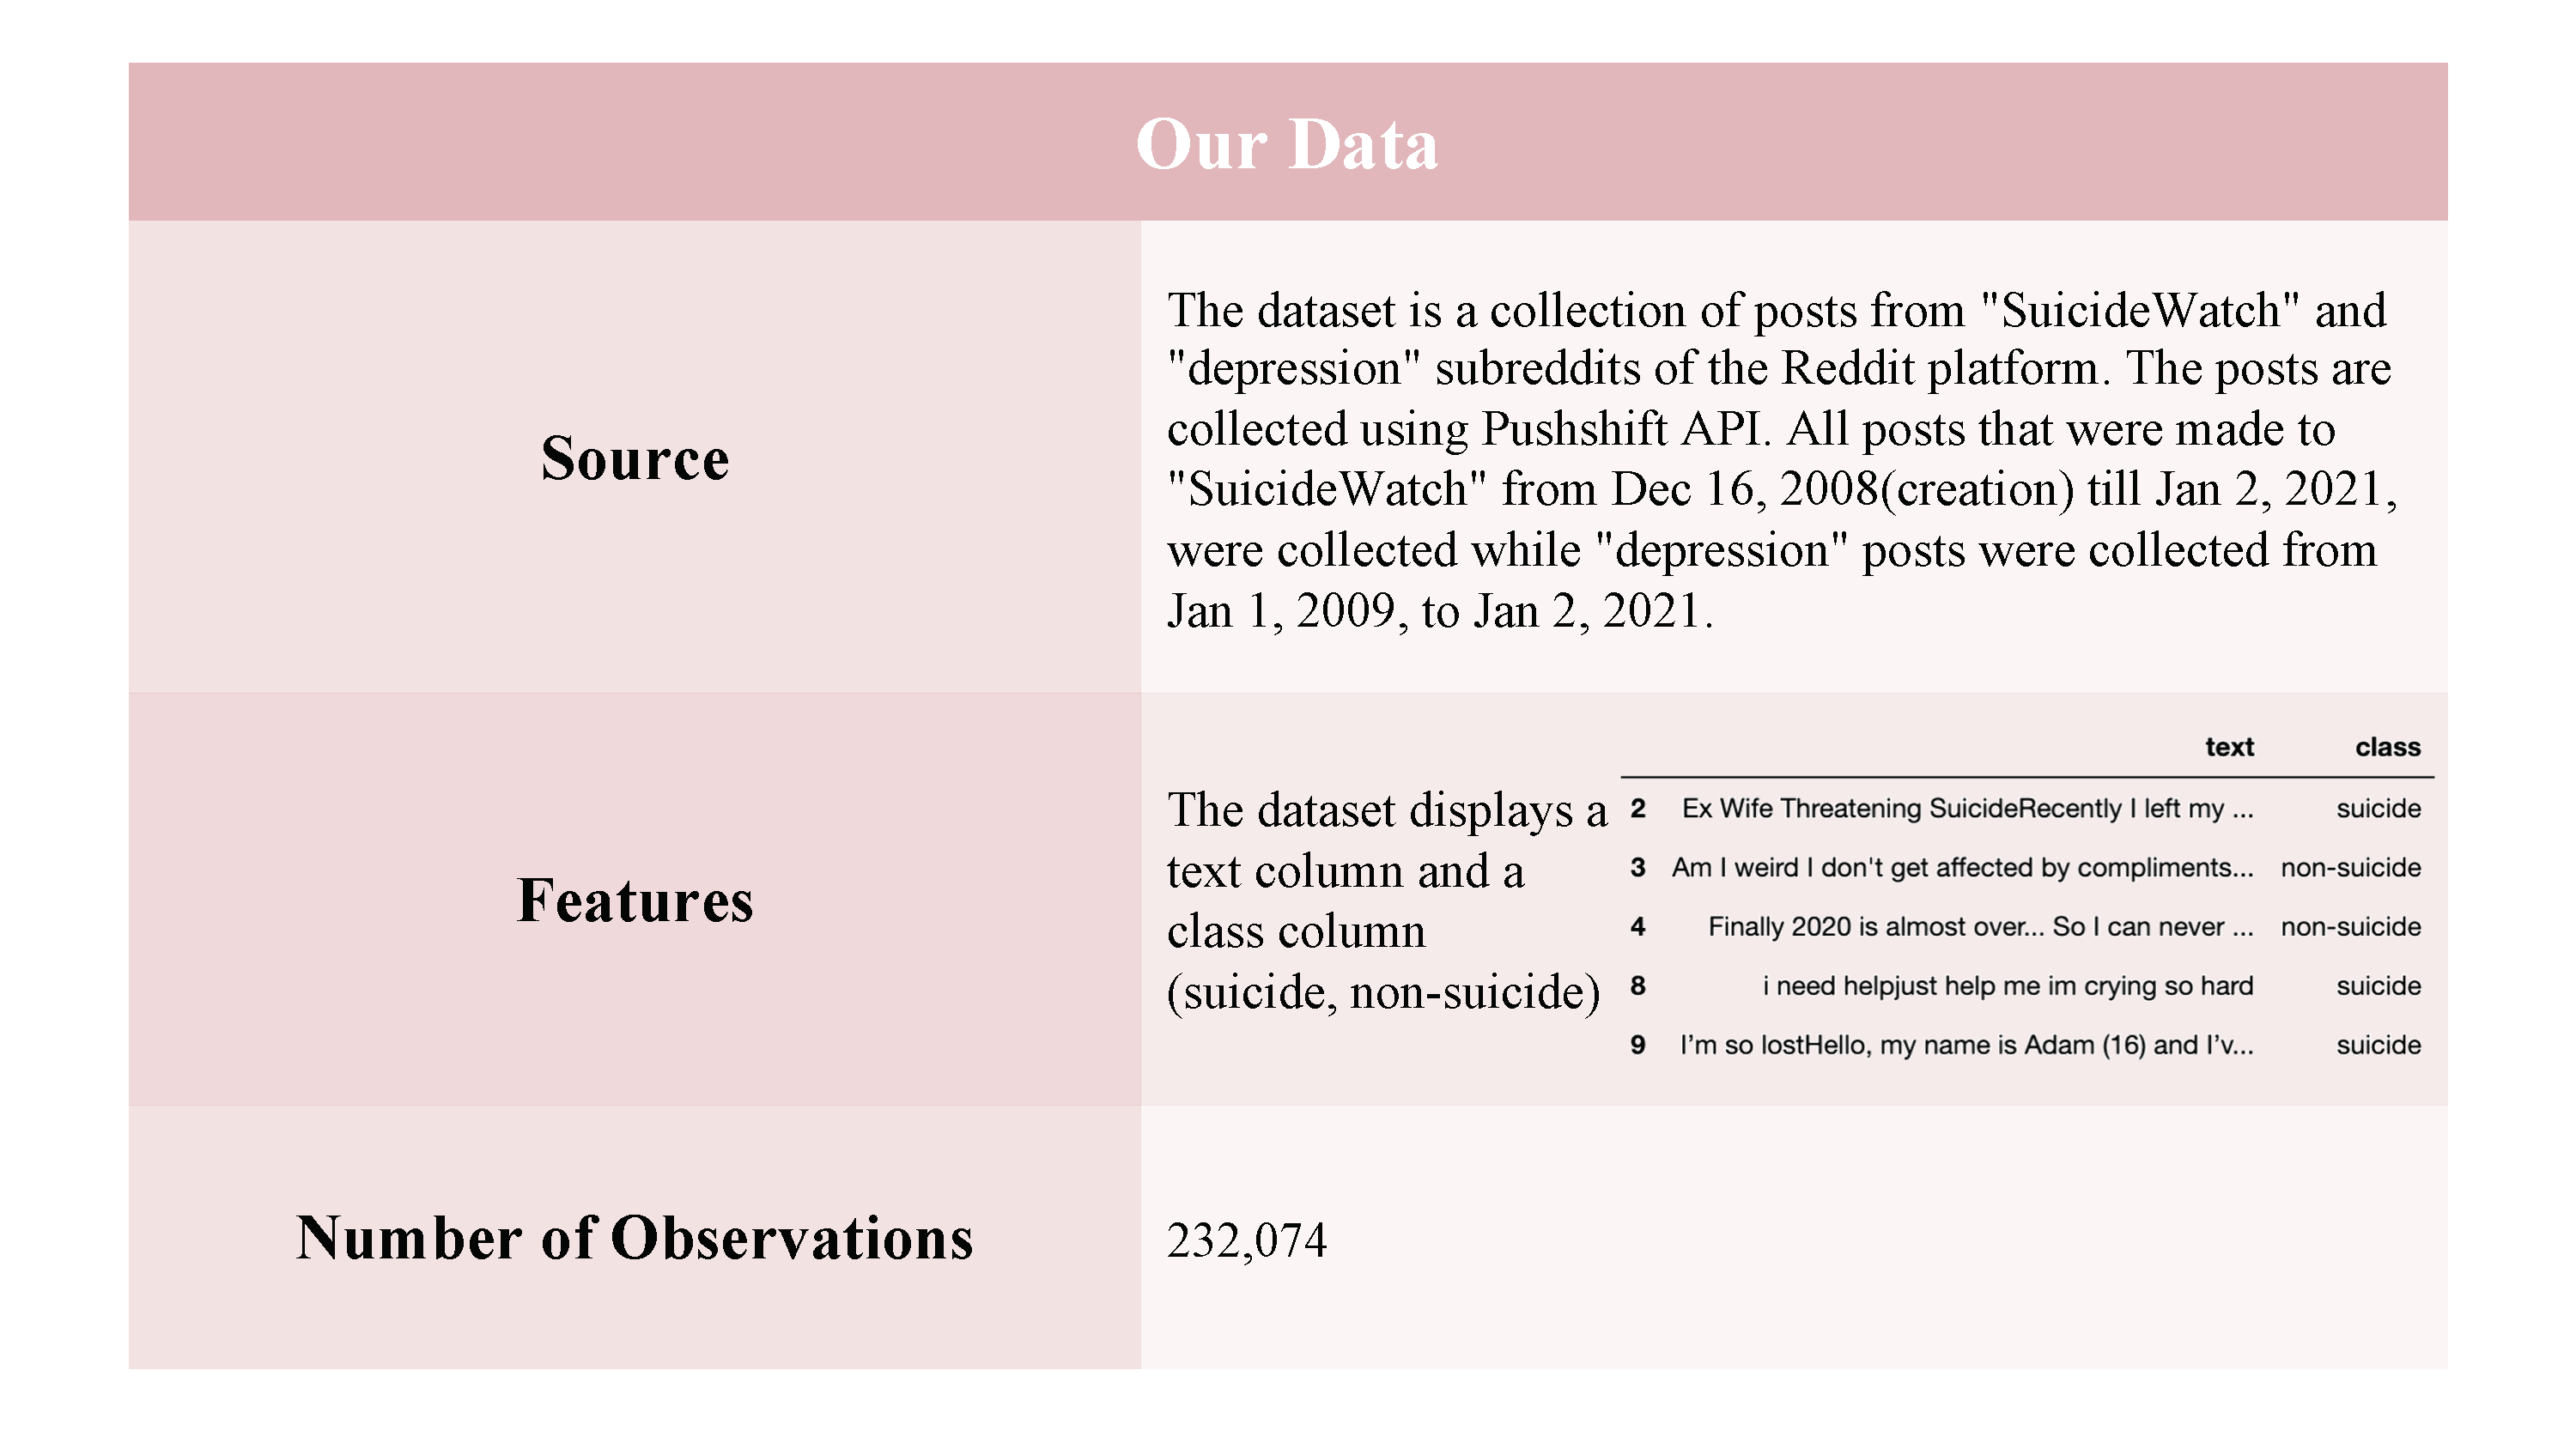 Our Data
Source
The dataset is a collection of posts from "SuicideWatch" and
"depression" subreddits of the Reddit platform. The posts are
collected using Pushshift API. All posts that were made to
"SuicideWatch" from Dec 16, 2008(creation) till Jan 2, 2021,
were collected while "depression" posts were collected from
Jan 1, 2009, to Jan 2, 2021.
Features
The dataset displays a
text column and a
class column
(suicide, non-suicide)
text class
2 Ex Wife Threatening SuicideRecently I left my ... suicide
3 Am I weird I don't get affected by compliments... non-suicide
4 Finally 2020 is almost over... So I can never ... non-suicide
8 i need helpjust help me im crying so hard suicide
9 I’m so lostHello, my name is Adam (16) and I’v... suicide
Number of Observations
232,074